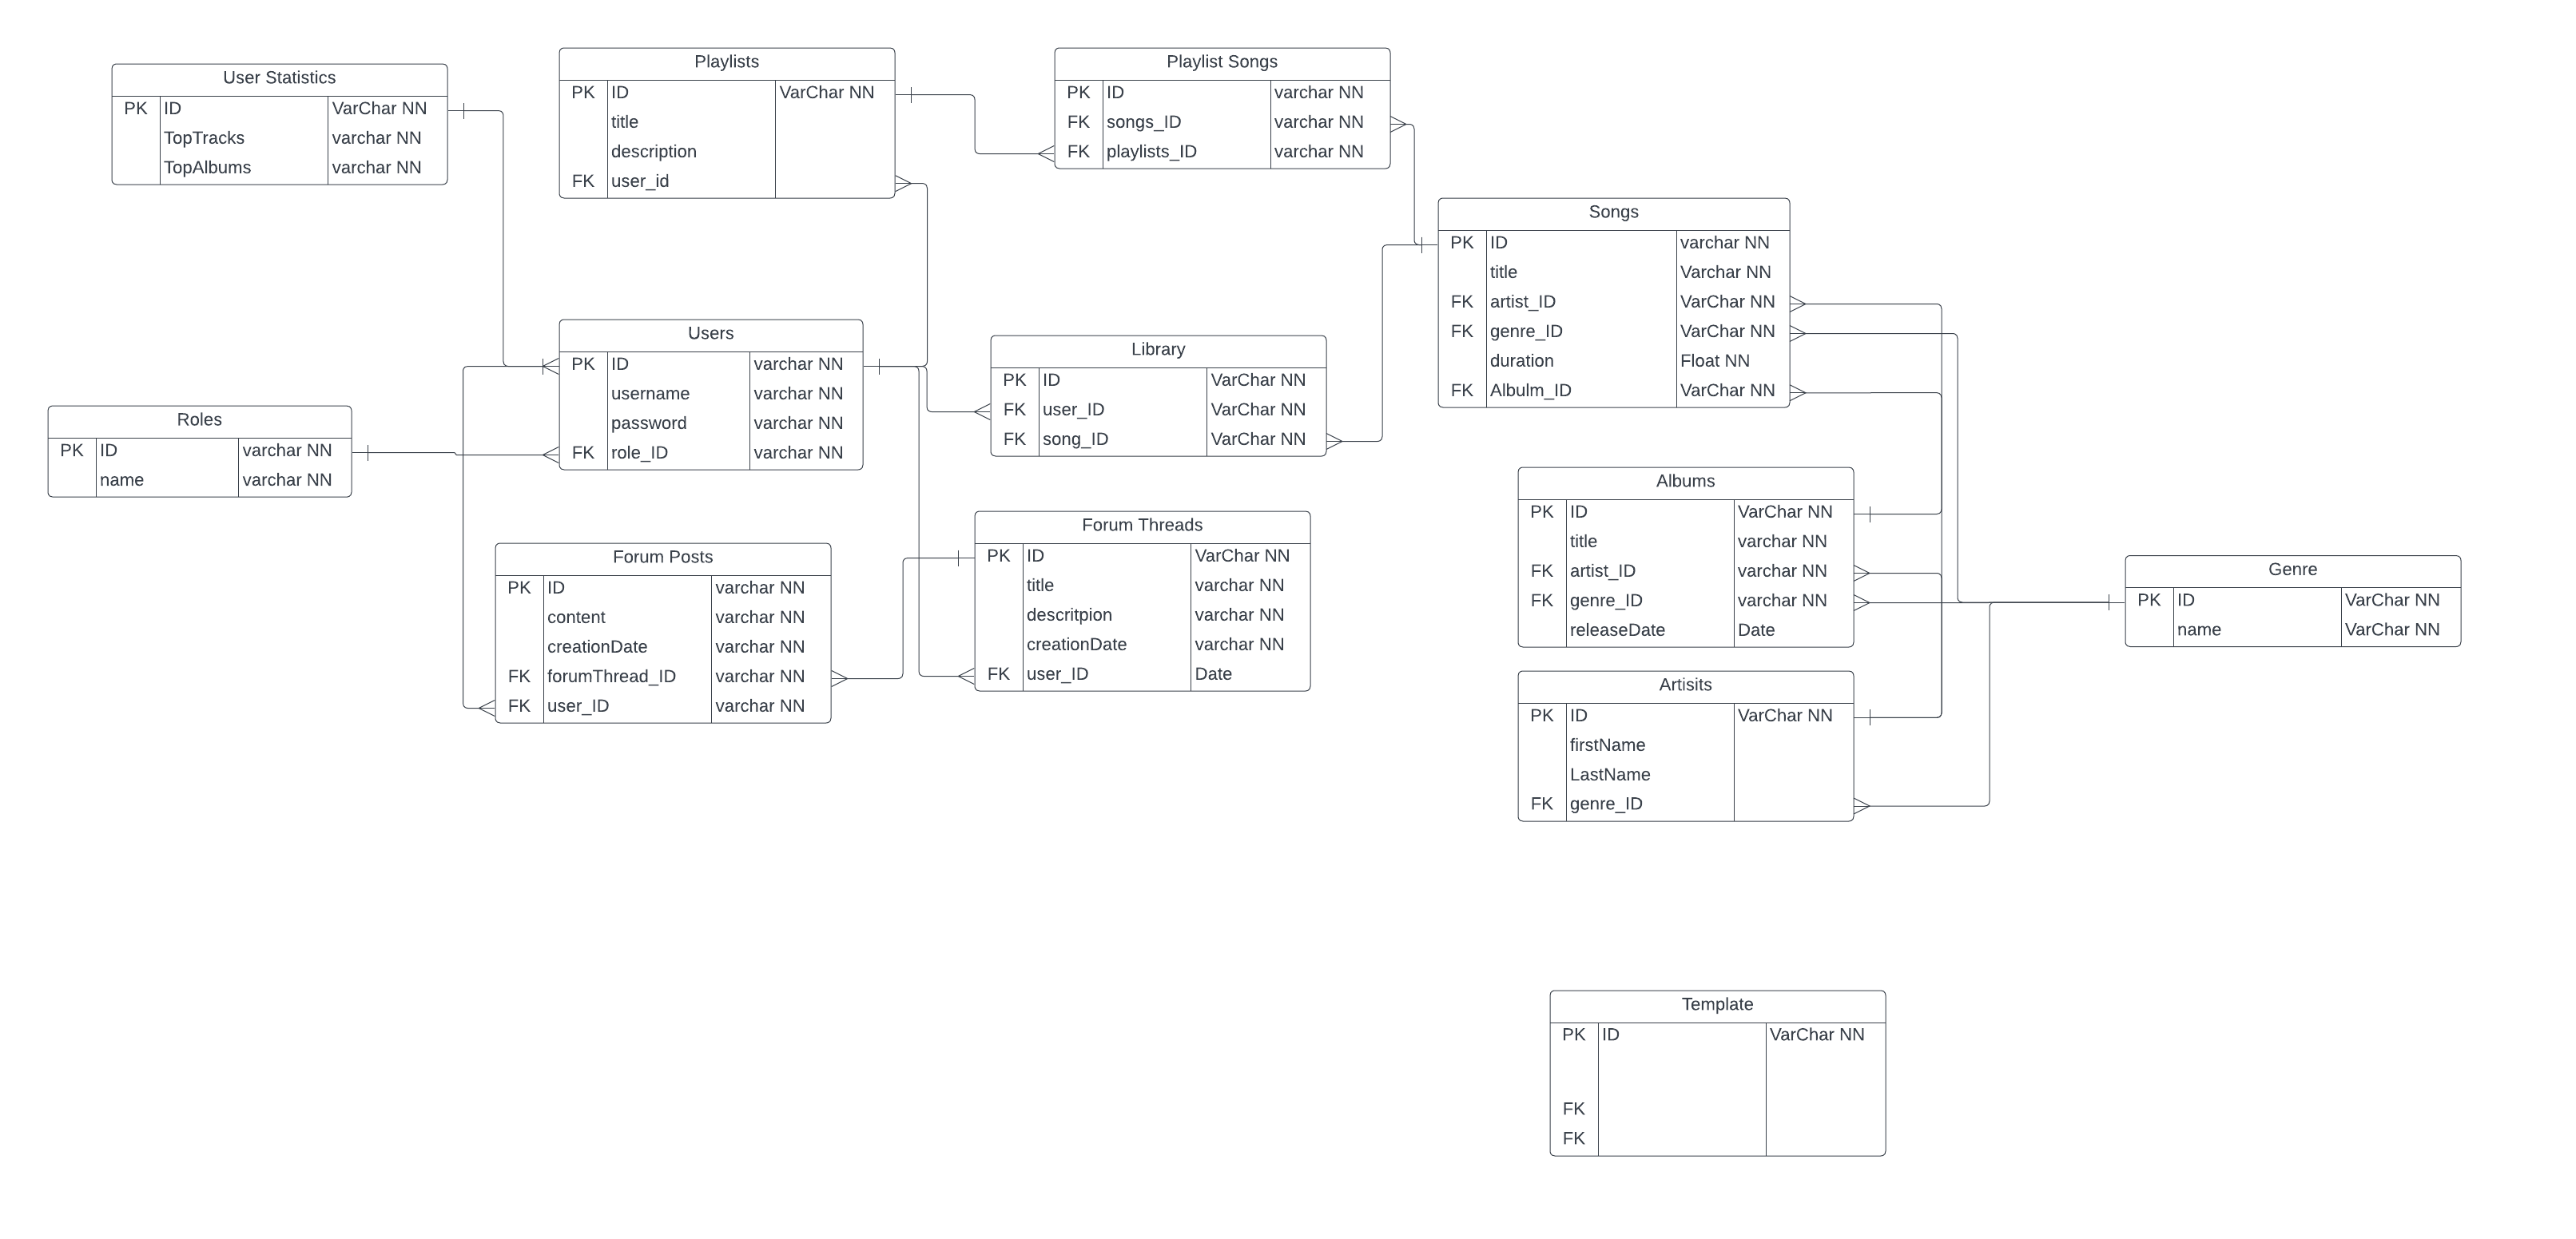 User Statistics
PK ID VarChar NN
TopTracks varchar NN
TopAlbums varchar NN
Playlists
PK ID VarChar NN
title
description
FK user_id
Playlist Songs
PK ID varchar NN
FK songs_ID varchar NN
FK playlists_ID varchar NN
Songs
PK ID varchar NN
title Varchar NN
FK artist_ID VarChar NN
FK genre_ID VarChar NN
duration Float NN
FK Albulm_ID VarChar NN
Users
PK ID varchar NN
username varchar NN
password varchar NN
FK role_ID varchar NN
Library
PK ID VarChar NN
FK user_ID VarChar NN
FK song_ID VarChar NN
Roles
PK ID varchar NN
name varchar NN
Albums
PK ID VarChar NN
title varchar NN
FK artist_ID varchar NN
FK genre_ID varchar NN
releaseDate Date
Forum Threads
PK ID VarChar NN
title varchar NN
descritpion varchar NN
creationDate varchar NN
FK user_ID Date
Forum Posts
PK ID varchar NN
content varchar NN
creationDate varchar NN
FK forumThread_ID varchar NN
FK user_ID varchar NN
Genre
PK ID VarChar NN
name VarChar NN
Artisits
PK ID VarChar NN
firstName
LastName
FK genre_ID
Template
PK ID VarChar NN
FK
FK